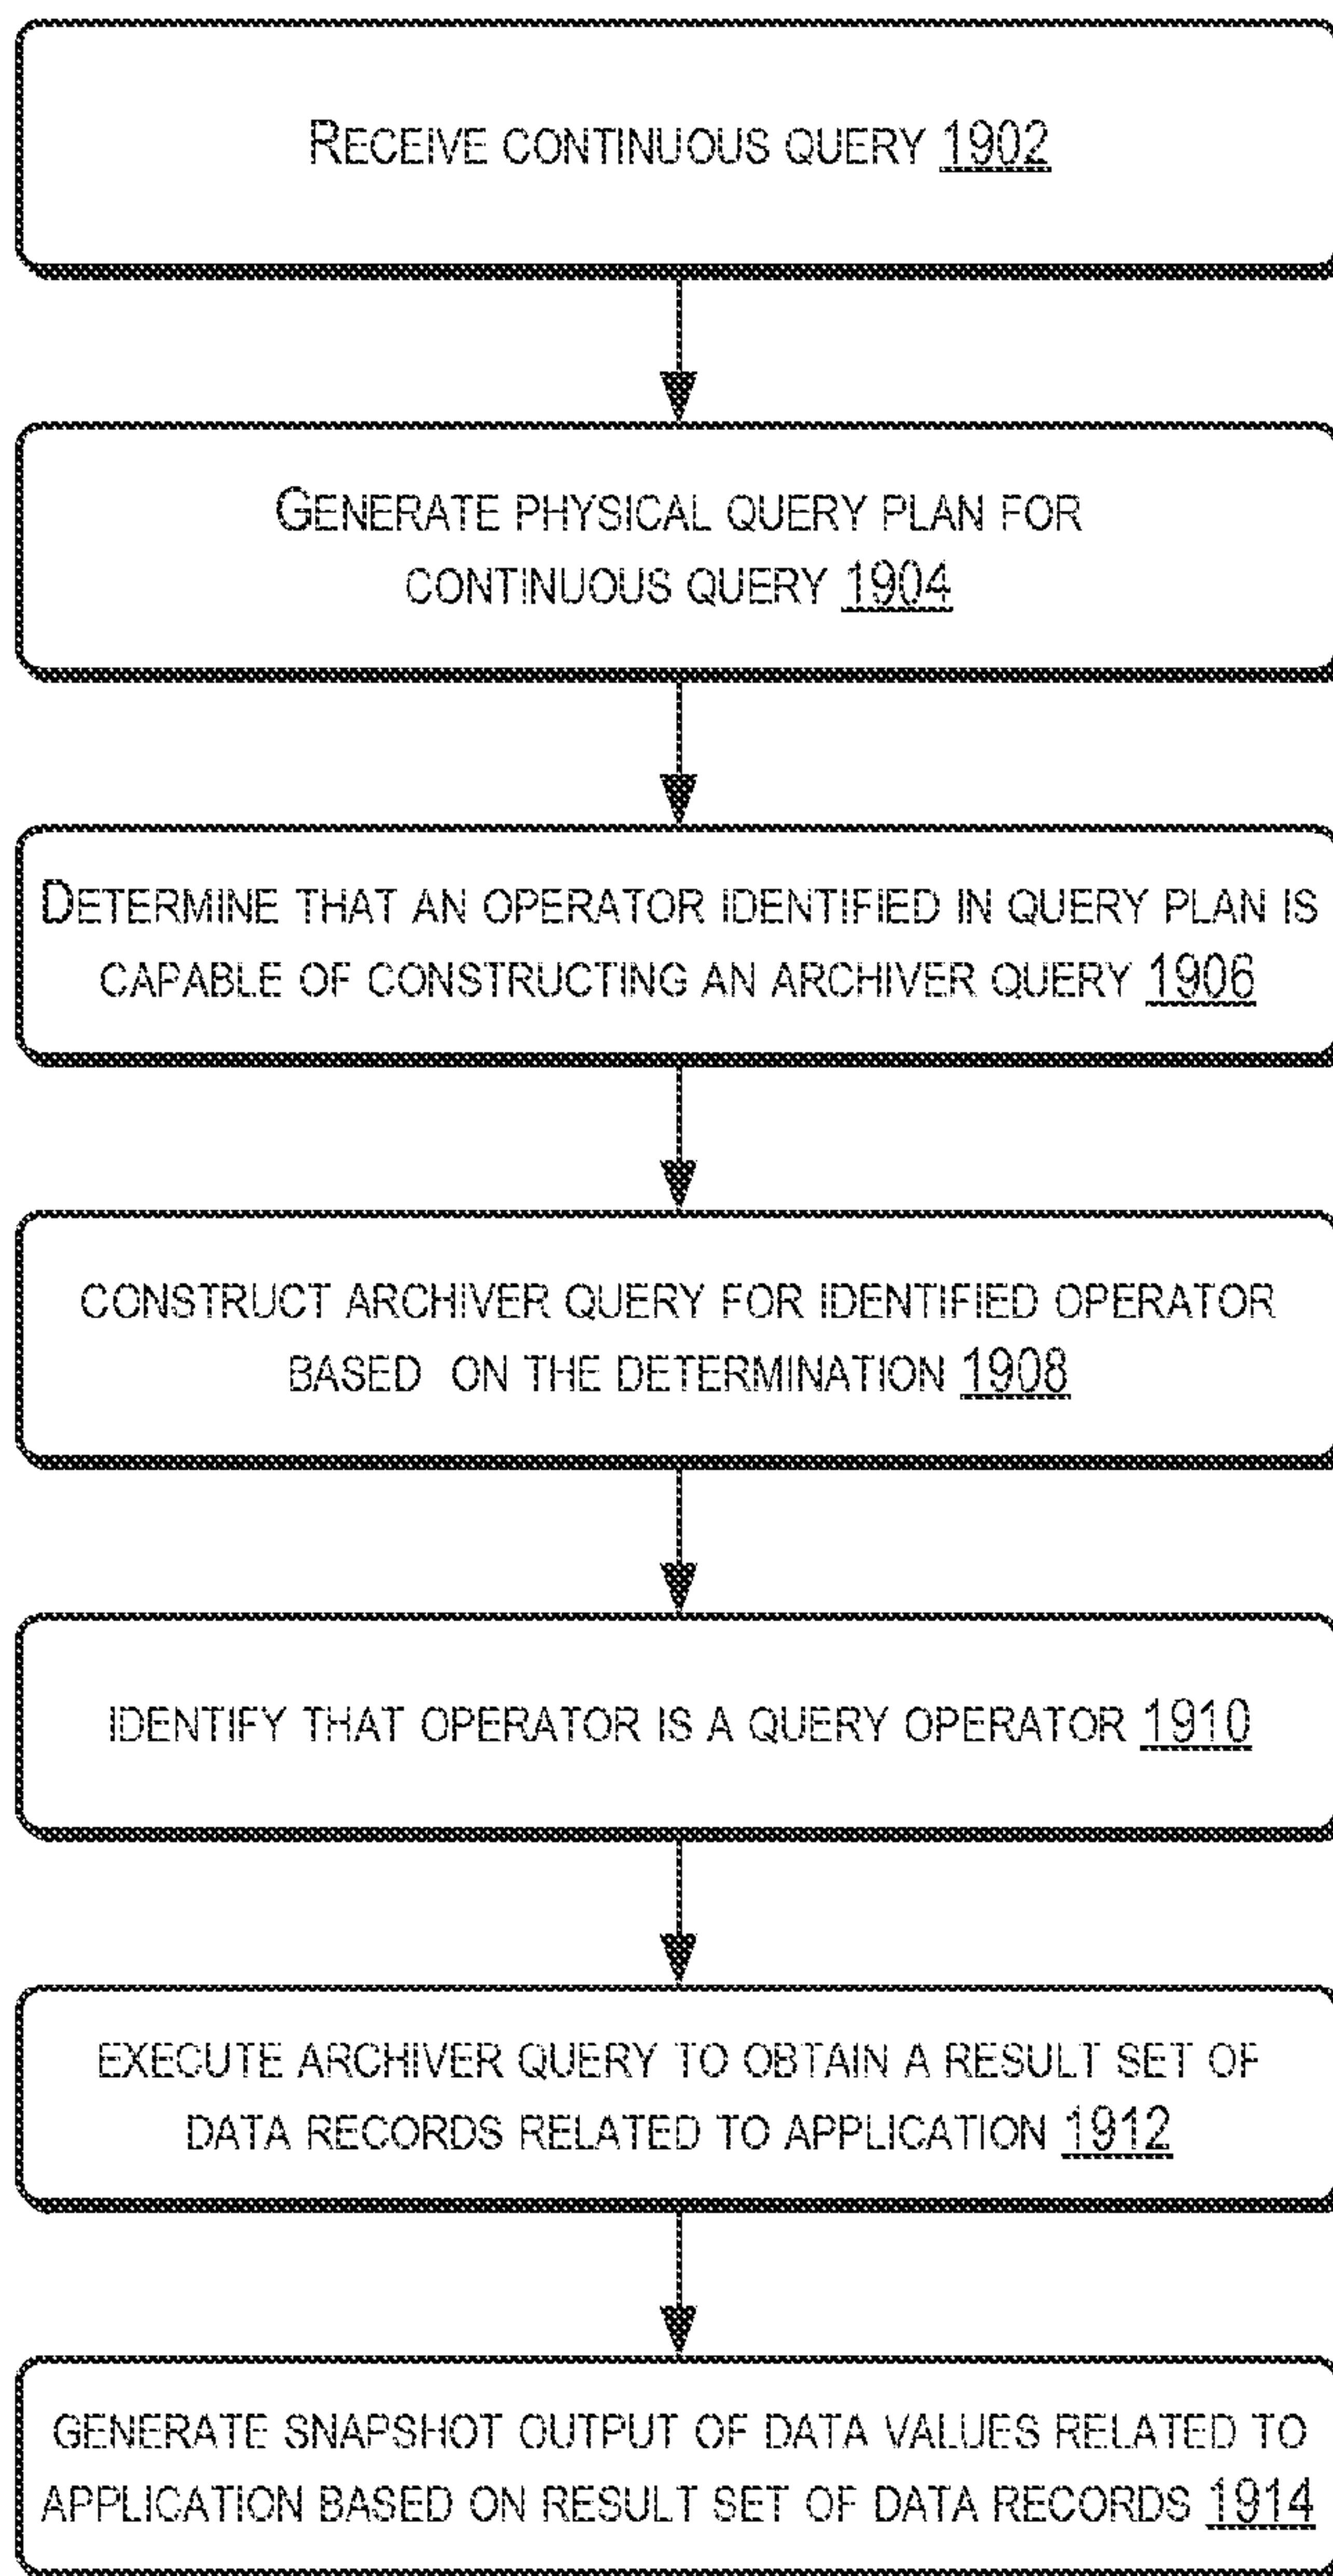 RECEIVE CONTINUOUS QUERY 1902
GENERATE PHYSICAL QUERY PLAN FOR
CONTINUOUS QUERY 1904
DETERMINE THAT AN OPERATOR IDENTIFIED IN QUERY PLAN IS
CAPABLE OF CONSTRUCTING AN ARCHIVER QUERY 1906
CONSTRUCT ARCHIVER QUERY FOR IDENTIFIED OPERATOR
BASED ON THE DETERMINATION 1908
IDENTIFY THAT OPERATOR IS A QUERY OPERATOR 1910
EXECUTE ARCHIVER QUERY TO OBTAIN A RESULT SET OF
DATA RECORDS RELATED TO APPLICATION 1912
GENERATE SNAPSHOT OUTPUT OF DATA VALUES RELATED TO
APPLICATION BASED ON RESULT SET OF DATA RECORDS 1914